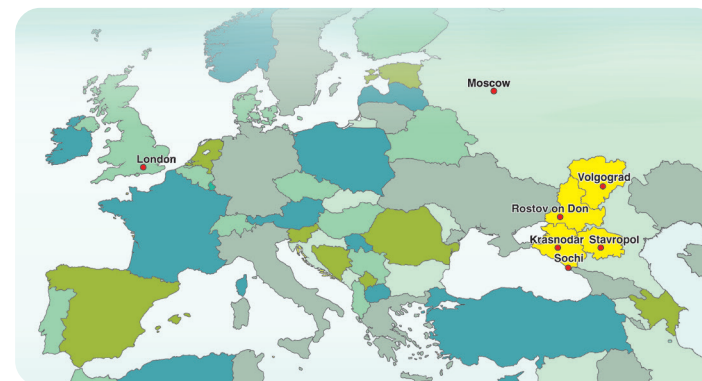 Moscow
London
Volgograd
Rostov on Don
Krasnodar
Stavropol
Sochi